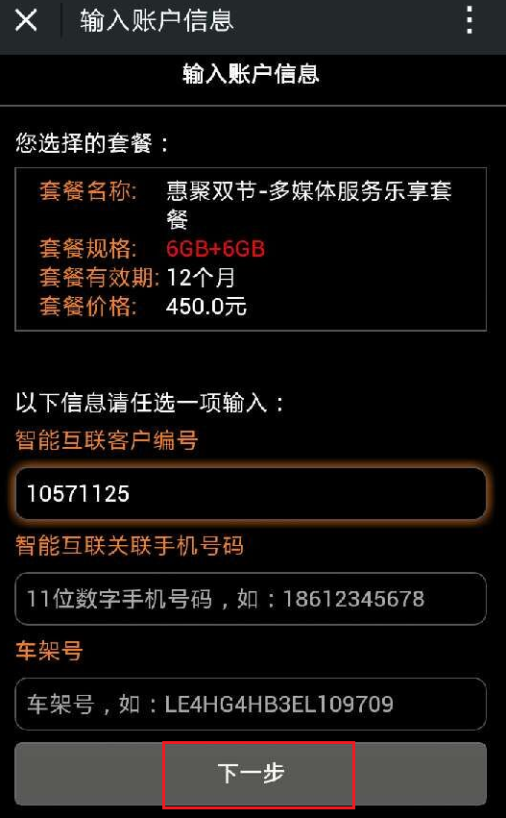 输入账户信息
输入账户信息
您选择的套餐：
套餐名称: 惠聚双节-多媒体服务乐享套
餐
套餐规格: 6GB+6GB
套餐有效期: 12个月
套餐价格: 450.0元
以下信息请任选一项输入：
智能互联客户编号
10571125
智能互联关联手机号码
11位数字手机号码，如：18612345678
车架号
车架号，如：LE4HG4HB3EL109709
下一步